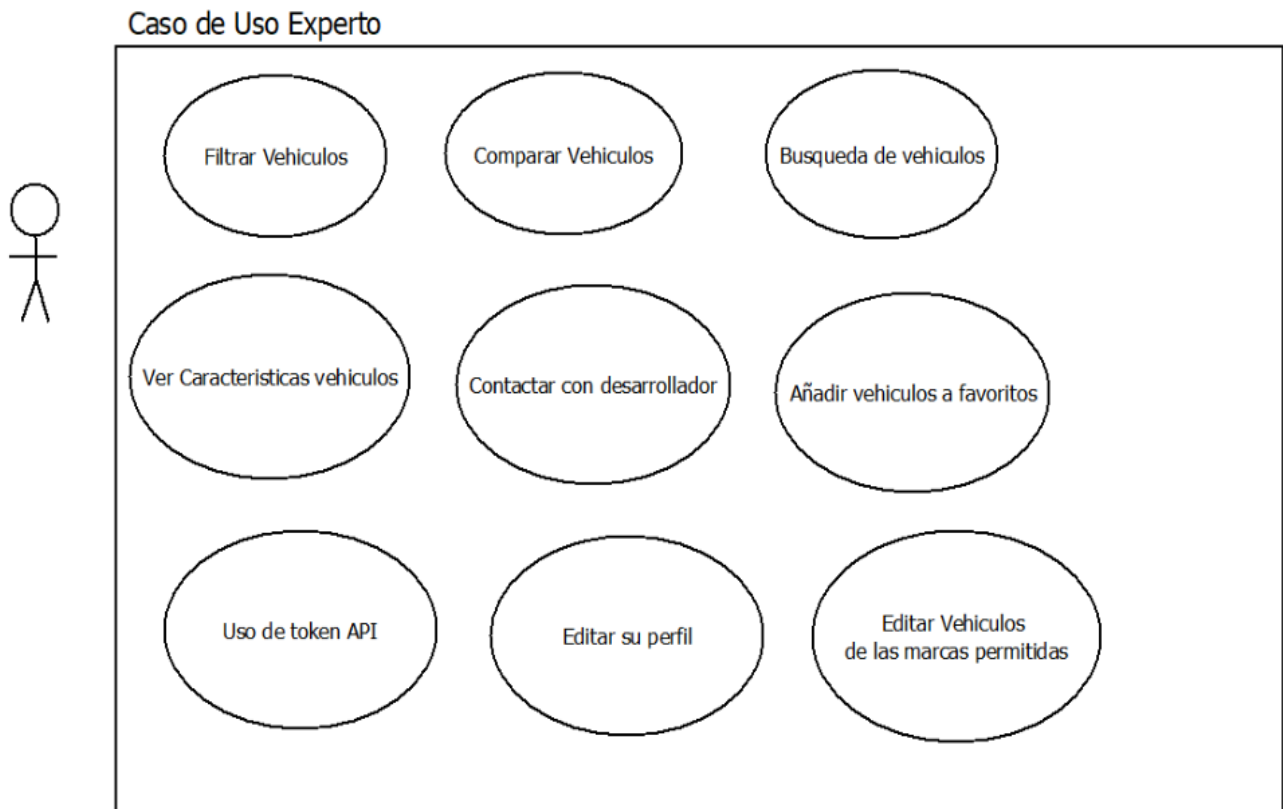 Caso de Uso Experto
Filtrar Vehiculos
Comparar Vehiculos
Busqueda de vehiculos
Ver Caracteristicas vehiculos
Contactar con desarrollador
Añadir vehiculos a favoritos
Uso de token API
Editar su perfil
Editar Vehiculos
de las marcas permitidas